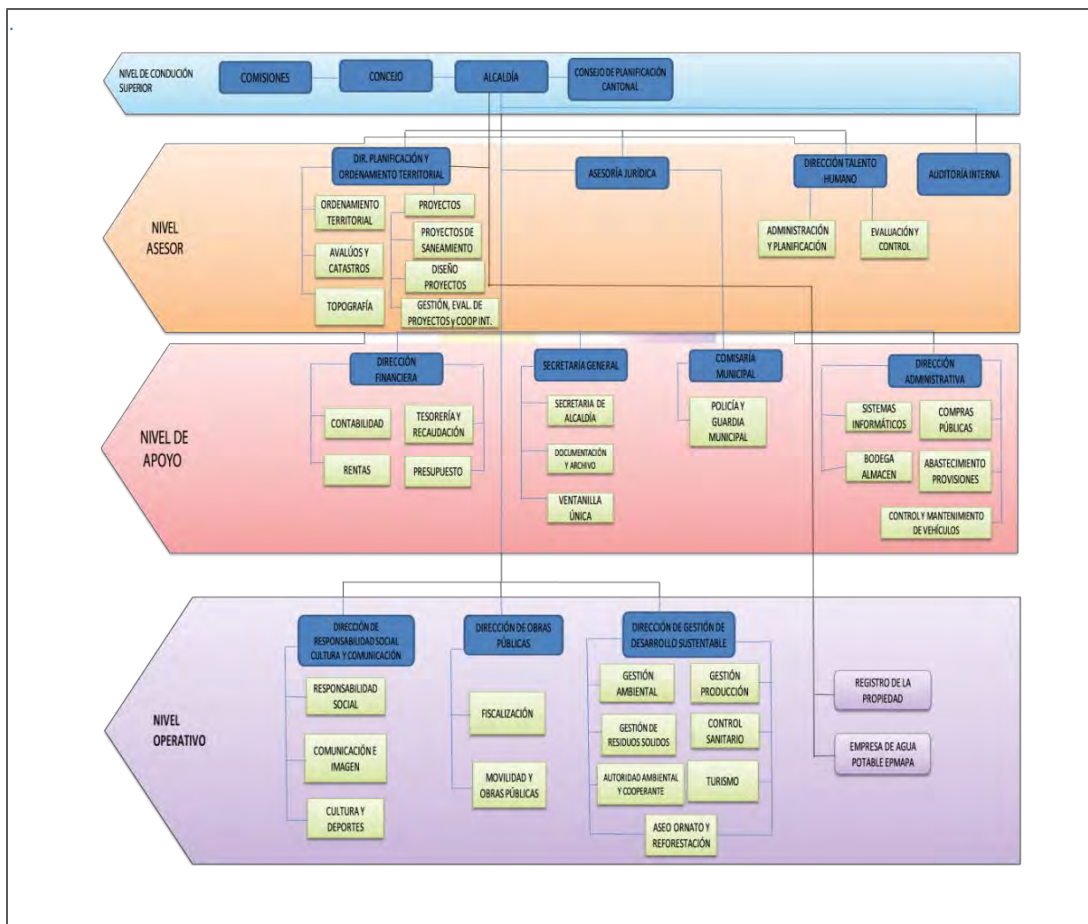 NIVEL DE CONDUCIÓN
SUPERIOR
COMISIONES
CONCEJO
ALCALDÍA
CONSEJO DE PLANIFICACIÓN
CANTONAL
NIVEL
ASESOR
DIR. PLANIFICACIÓN Y
ORDENAMIENTO TERRITORIAL
ORDENAMIENTO
TERRITORIAL
AVALÚOS Y
CATASTROS
TOPOGRAFÍA
PROYECTOS
PROYECTOS DE
SANEAMIENTO
DISEÑO
PROYECTOS
GESTIÓN, EVAL. DE
PROYECTOS y COOP INT.
ASESORÍA JURÍDICA
DIRECCIÓN TALENTO
HUMANO
ADMINISTRACIÓN
Y PLANIFICACIÓN
EVALUACIÓN Y
CONTROL
AUDITORÍA INTERNA
NIVEL DE
APOYO
DIRECCIÓN
FINANCIERA
CONTABILIDAD
RENTAS
TESORERÍA Y
RECAUDACIÓN
PRESUPUESTO
SECRETARÍA GENERAL
SECRETARIA DE
ALCALDÍA
DOCUMENTACIÓN
Y ARCHIVO
VENTANILLA
ÚNICA
COMISARÍA
MUNICIPAL
POLICÍA Y
GUARDIA
MUNICIPAL
DIRECCIÓN
ADMINISTRATIVA
SISTEMAS
INFORMÁTICOS
BODEGA
ALMACEN
COMPRAS
PÚBLICAS
ABASTECIMIENTO
PROVISIONES
CONTROL Y MANTENIMIENTO
DE VEHÍCULOS
NIVEL
OPERATIVO
DIRECCIÓN DE
RESPONSABILIDAD SOCIAL
CULTURA Y COMUNICACIÓN
RESPONSABILIDAD
SOCIAL
COMUNICACIÓN E
IMAGEN
CULTURA Y
DEPORTES
DIRECCIÓN DE OBRAS
PÚBLICAS
FISCALIZACIÓN
MOVILIDAD Y
OBRAS PÚBLICAS
DIRECCIÓN DE GESTIÓN DE
DESARROLLO SUSTENTABLE
GESTIÓN
AMBIENTAL
GESTIÓN DE
RESIDUOS SOLIDOS
AUTORIDAD AMBIENTAL
Y COOPERANTE
GESTIÓN
PRODUCCIÓN
CONTROL
SANITARIO
TURISMO
ASEO ORNATO Y
REFORESTACIÓN
REGISTRO DE LA
PROPIEDAD
EMPRESA DE AGUA
POTABLE EPMAPA